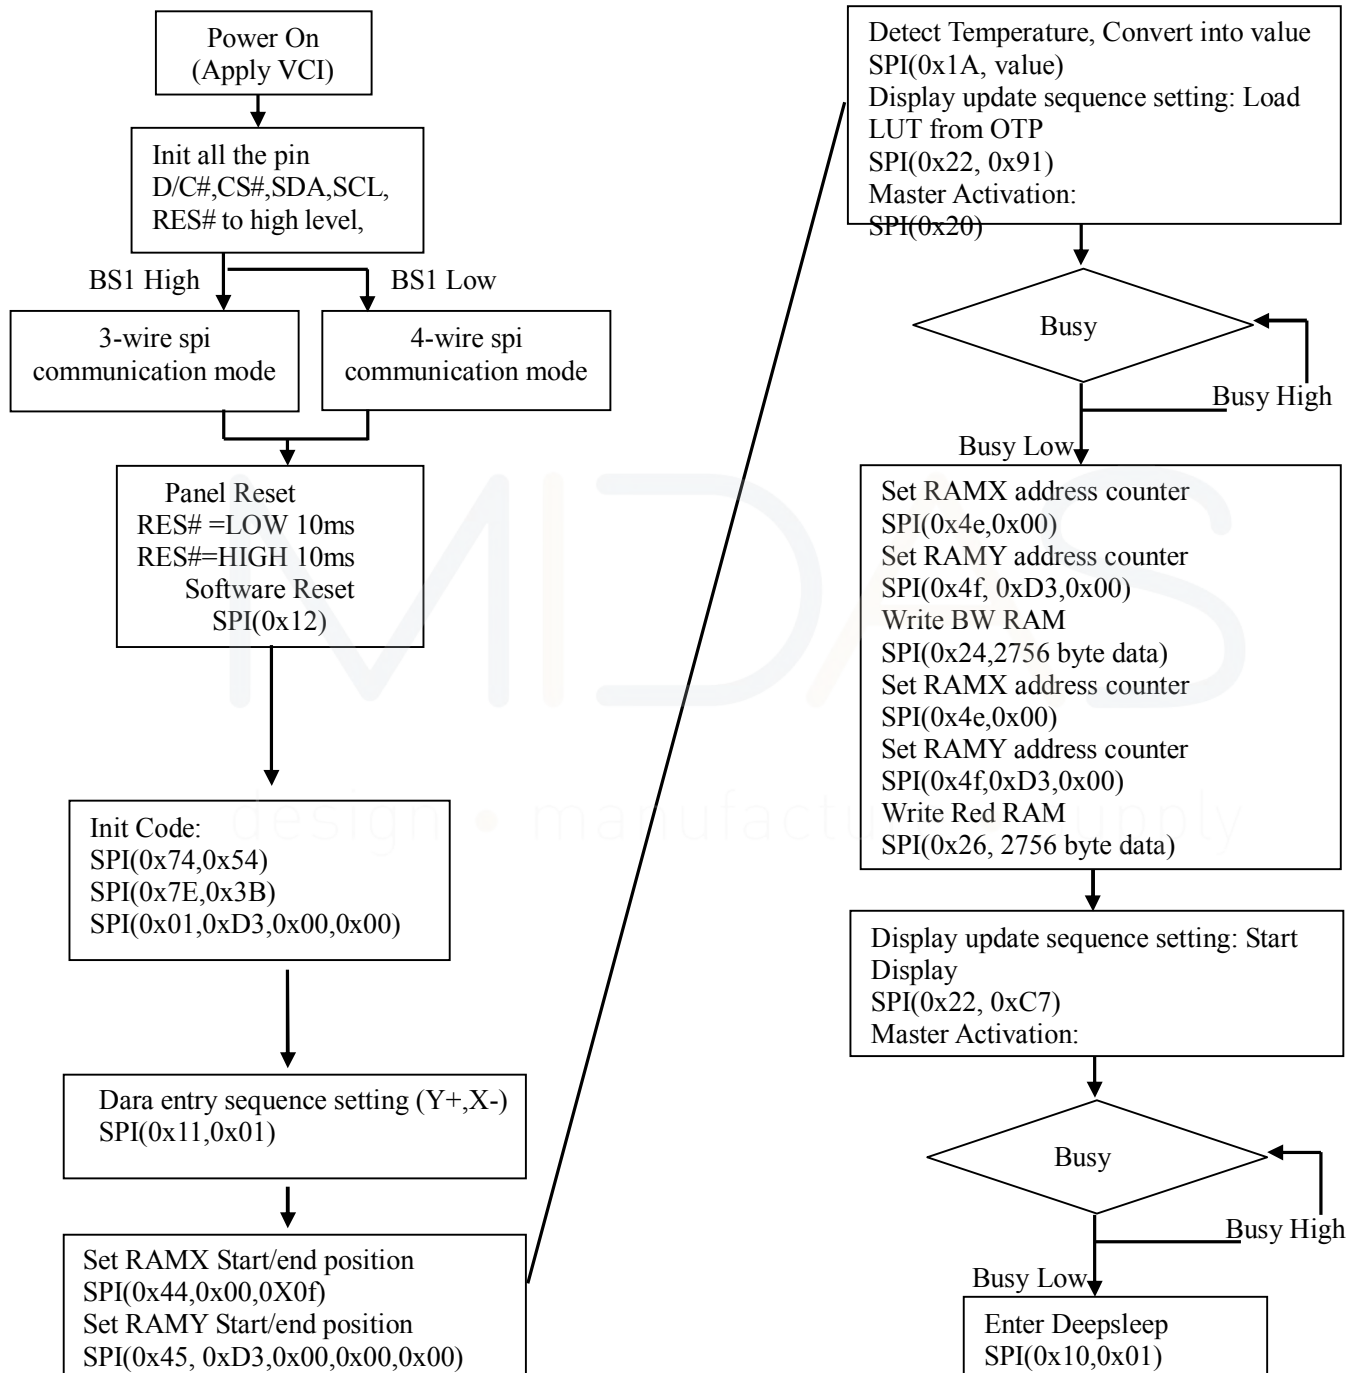 Power On
(Apply VCI)
Init all the pin
D/C#,CS#,SDA,SCL,
RES# to high level,
BS1 High
BS1 Low
3-wire spi
communication mode
4-wire spi
communication mode
Panel Reset
RES# =LOW 10ms
RES#=HIGH 10ms
Software Reset
SPI(0x12)
Init Code:
SPI(0x74,0x54)
SPI(0x7E,0x3B)
SPI(0x01,0xD3,0x00,0x00)
Dara entry sequence setting (Y+,X-)
SPI(0x11,0x01)
Set RAMX Start/end position
SPI(0x44,0x00,0X0f)
Set RAMY Start/end position
SPI(0x45, 0xD3,0x00,0x00,0x00)
Detect Temperature, Convert into value
SPI(0x1A, value)
Display update sequence setting: Load
LUT from OTP
SPI(0x22, 0x91)
Master Activation:
SPI(0x20)
Busy
Busy High
Busy Low
Set RAMX address counter
SPI(0x4e,0x00)
Set RAMY address counter
SPI(0x4f, 0xD3,0x00)
Write BW RAM
SPI(0x24,2756 byte data)
Set RAMX address counter
SPI(0x4e,0x00)
Set RAMY address counter
SPI(0x4f,0xD3,0x00)
Write Red RAM
SPI(0x26, 2756 byte data)
Display update sequence setting: Start
Display
SPI(0x22, 0xC7)
Master Activation:
Busy
Busy High
Busy Low
Enter Deepsleep
SPI(0x10,0x01)
MIDAS
design • manufacture • supply